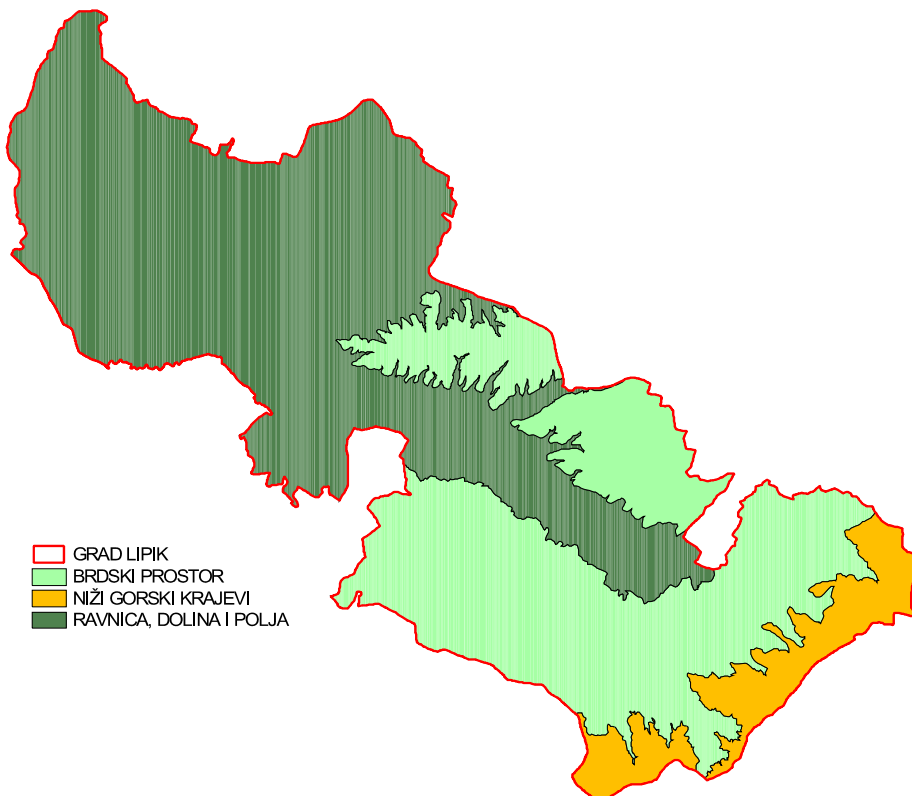 GRAD LIPIK
BRDSKI PROSTOR
NIŽI GORSKI KRAJEVI
RAVNICA, DOLINA I POLJA